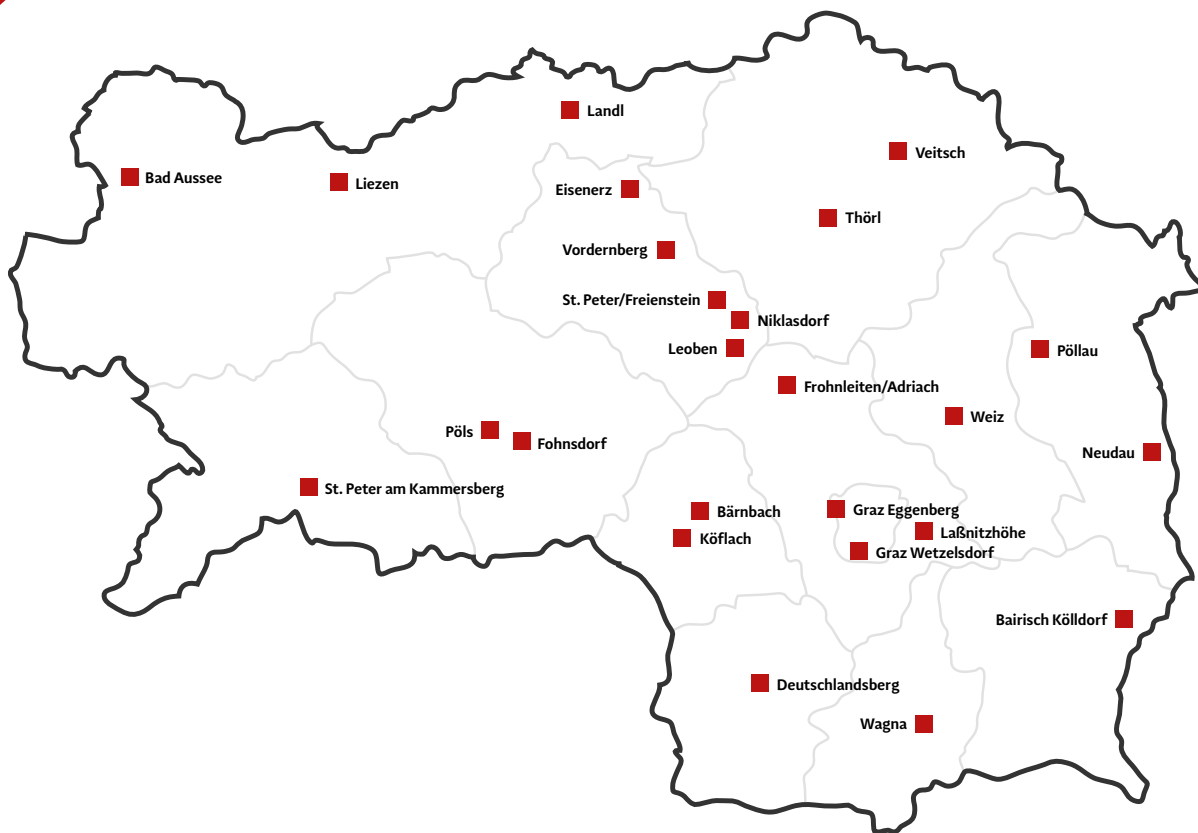 Landl
Veitsch
Bad Aussee
Liezen
Eisenerz
Thörl
Vordernberg
St. Peter/Freienstein
Niklasdorf
Leoben
Pöllau
Frohnleiten/Adriach
Weiz
Pöls
Fohnsdorf
Neudau
St. Peter am Kammersberg
Bärnbach
Graz Eggenberg
Laßnitzhöhe
Köflach
Graz Wetzelsdorf
Bairisch Kölldorf
Deutschlandsberg
Wagna